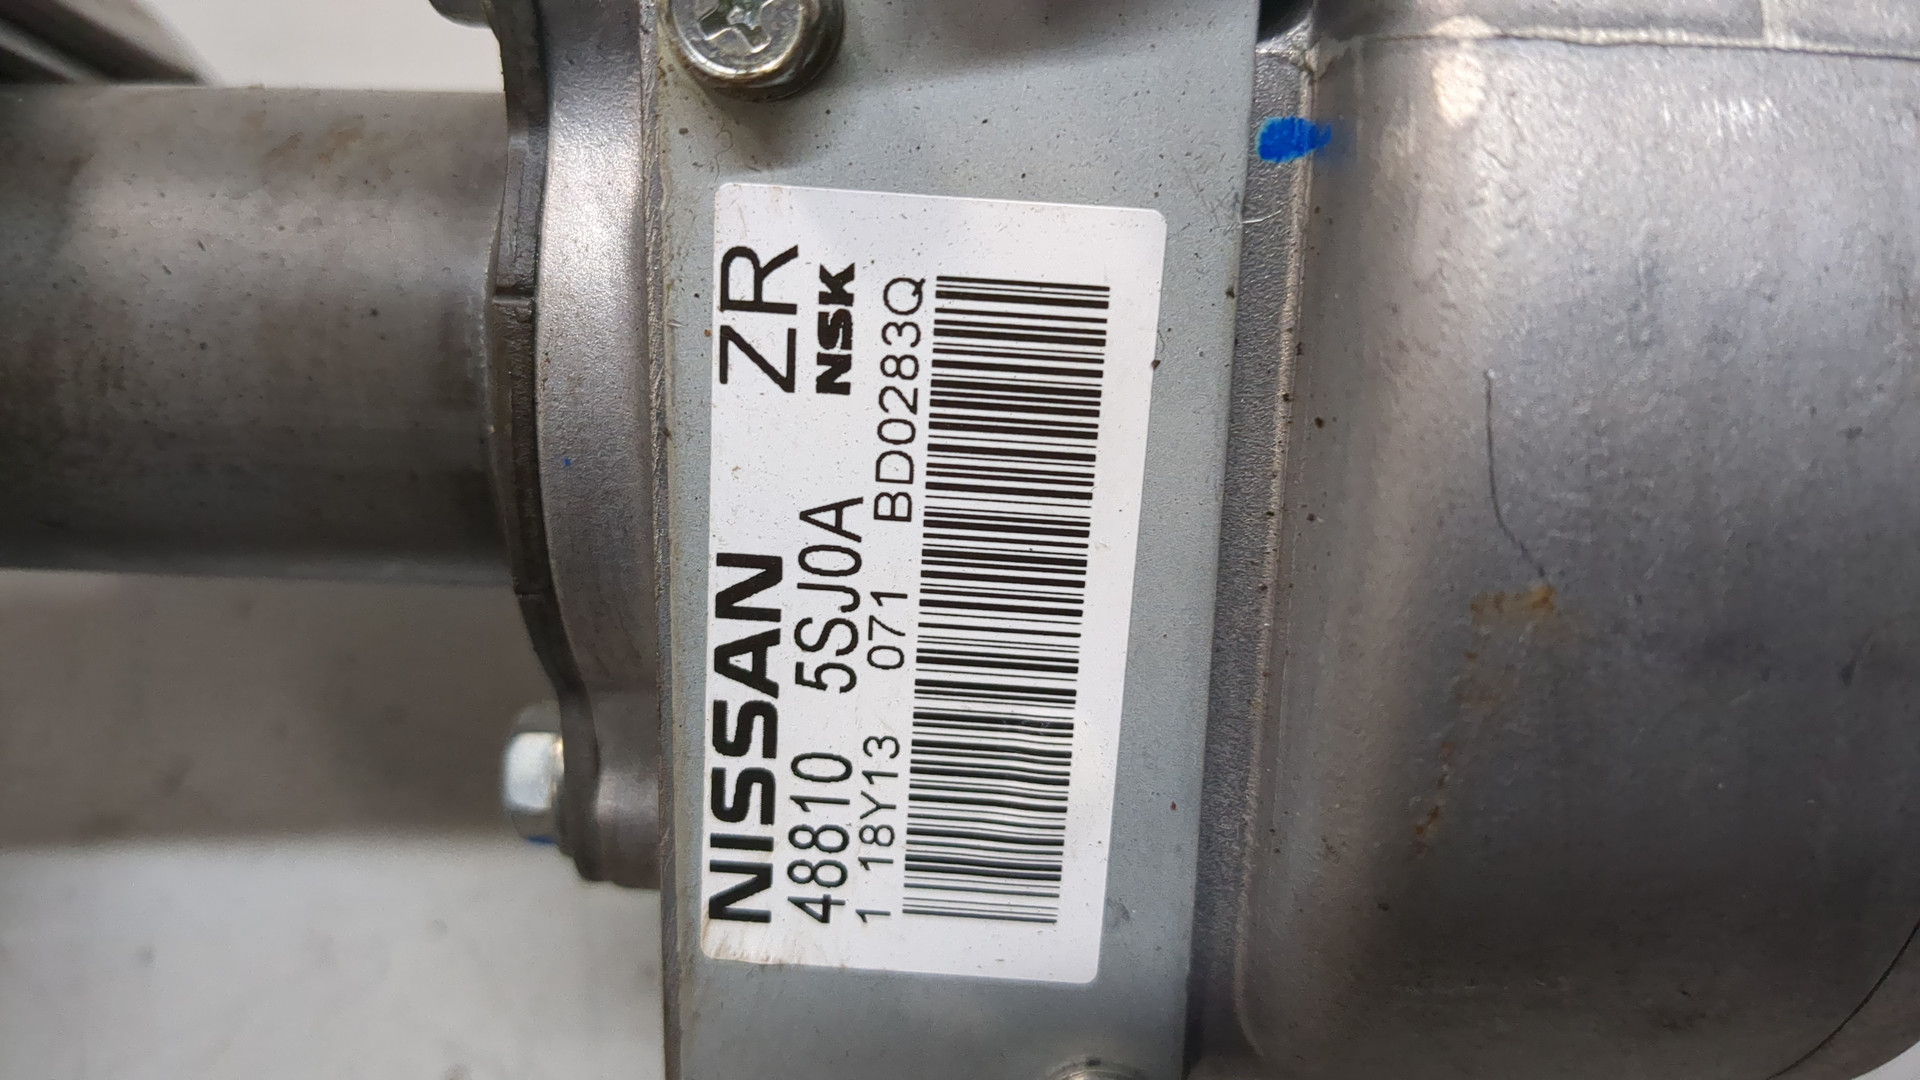 NISSAN ZR
48810 5SJ0A NSK
1 18Y13 071 BD0283Q